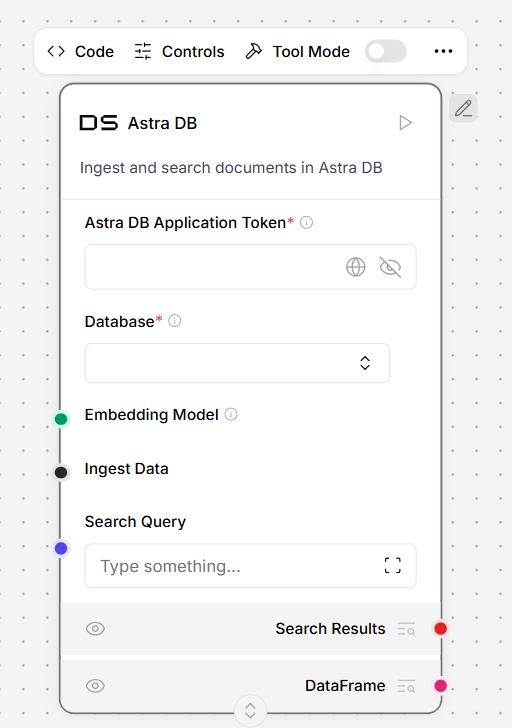 Code Controls Tool Mode
DS Astra DB
Ingest and search documents in Astra DB
Astra DB Application Token*
Database*
Embedding Model
Ingest Data
Search Query
Type something...
Search Results
DataFrame